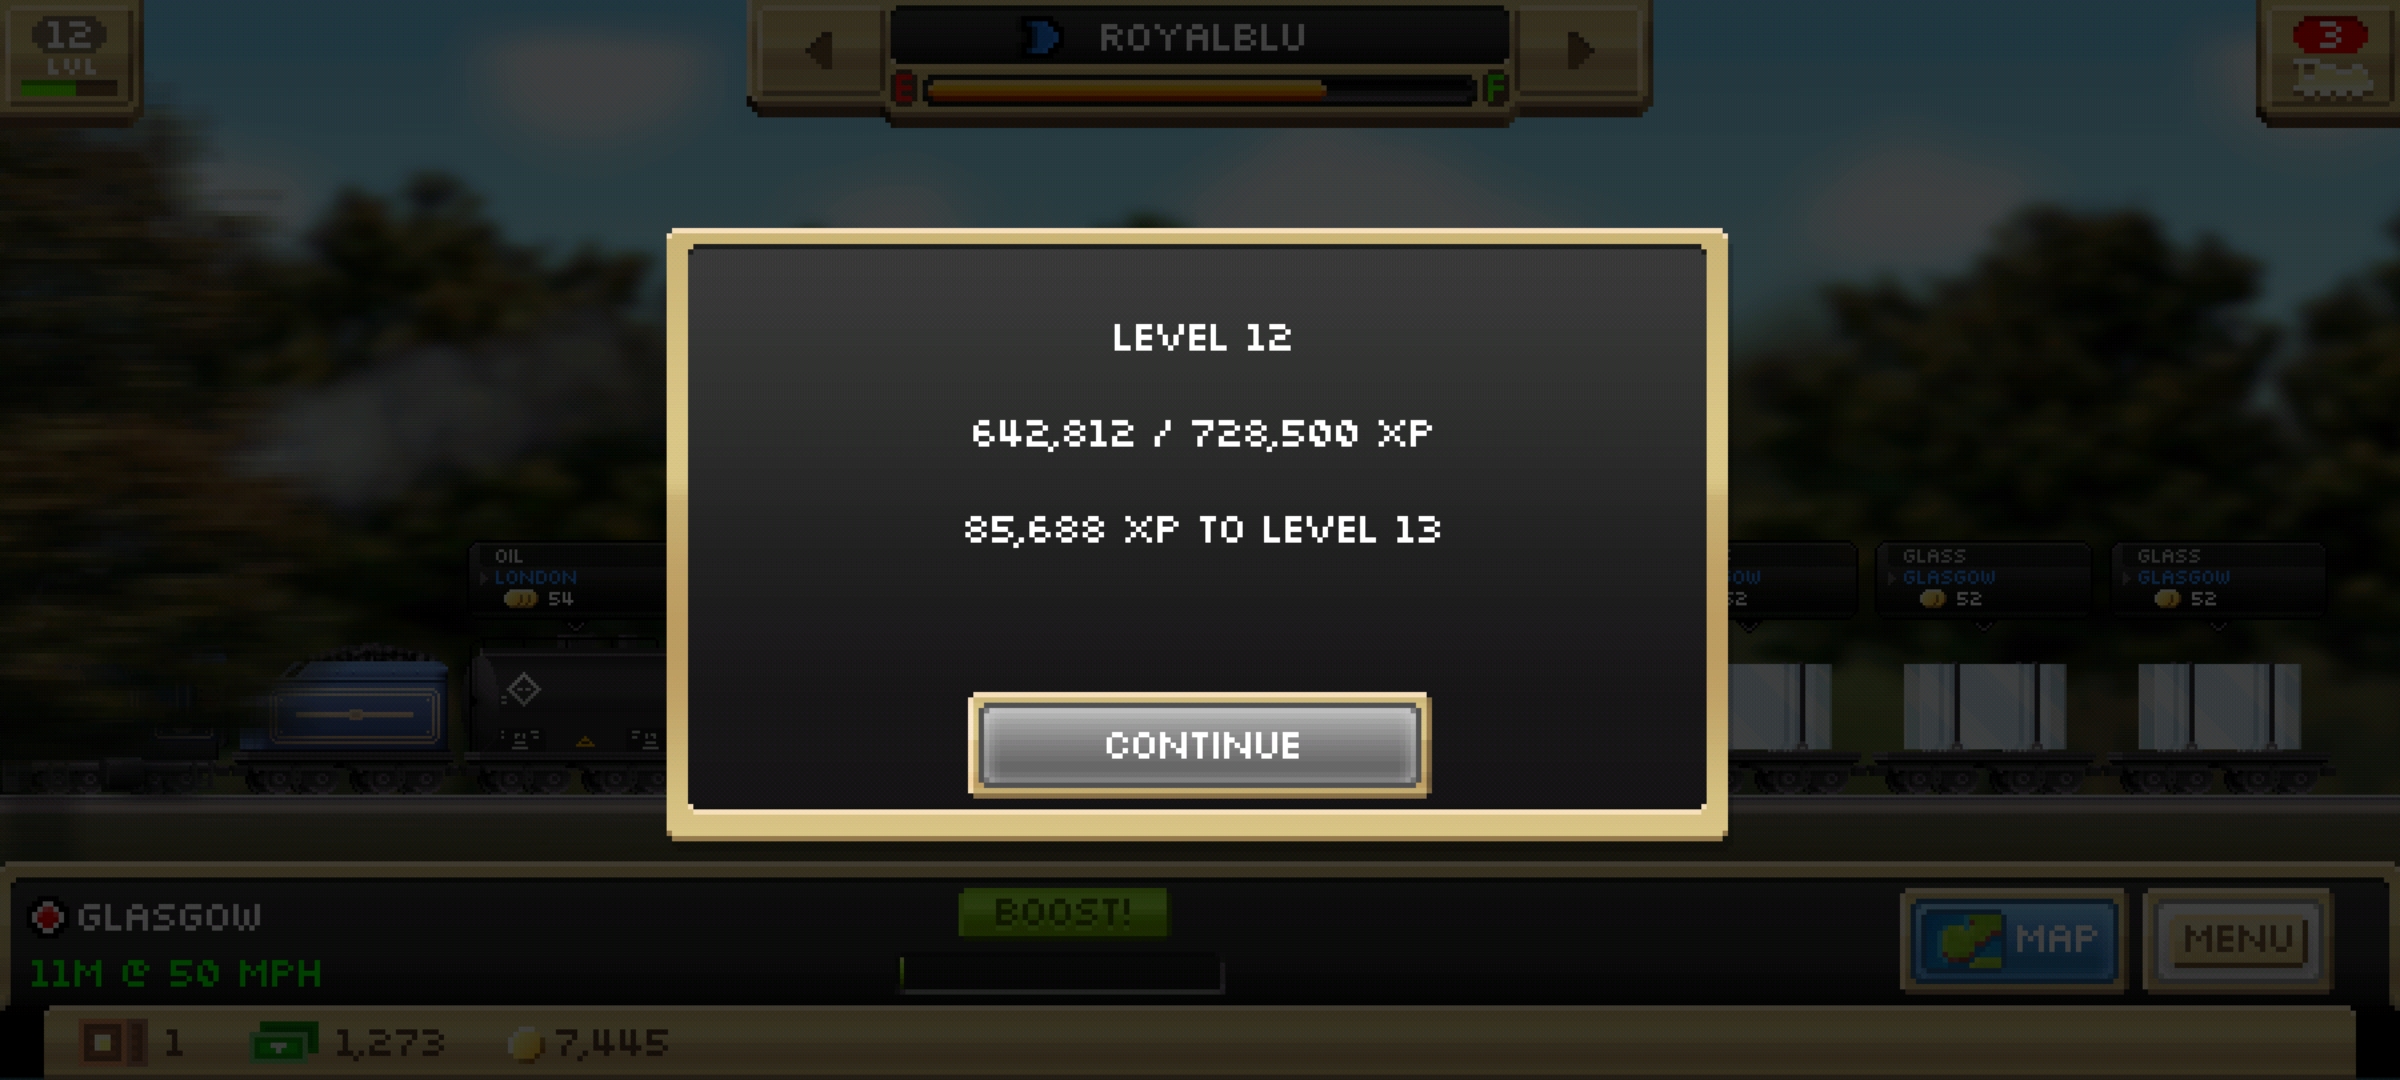 12
LVL
ROYALBLU
E
F
3
LEVEL 12
642,812 / 728,500 XP
85,688 XP TO LEVEL 13
CONTINUE
OIL
LONDON
54
52
GLASS
GLASGOW
52
GLASS
GLASGOW
52
GLASGOW
11M @ 50 MPH
BOOST!
MAP
MENU
1
1,273
7,445